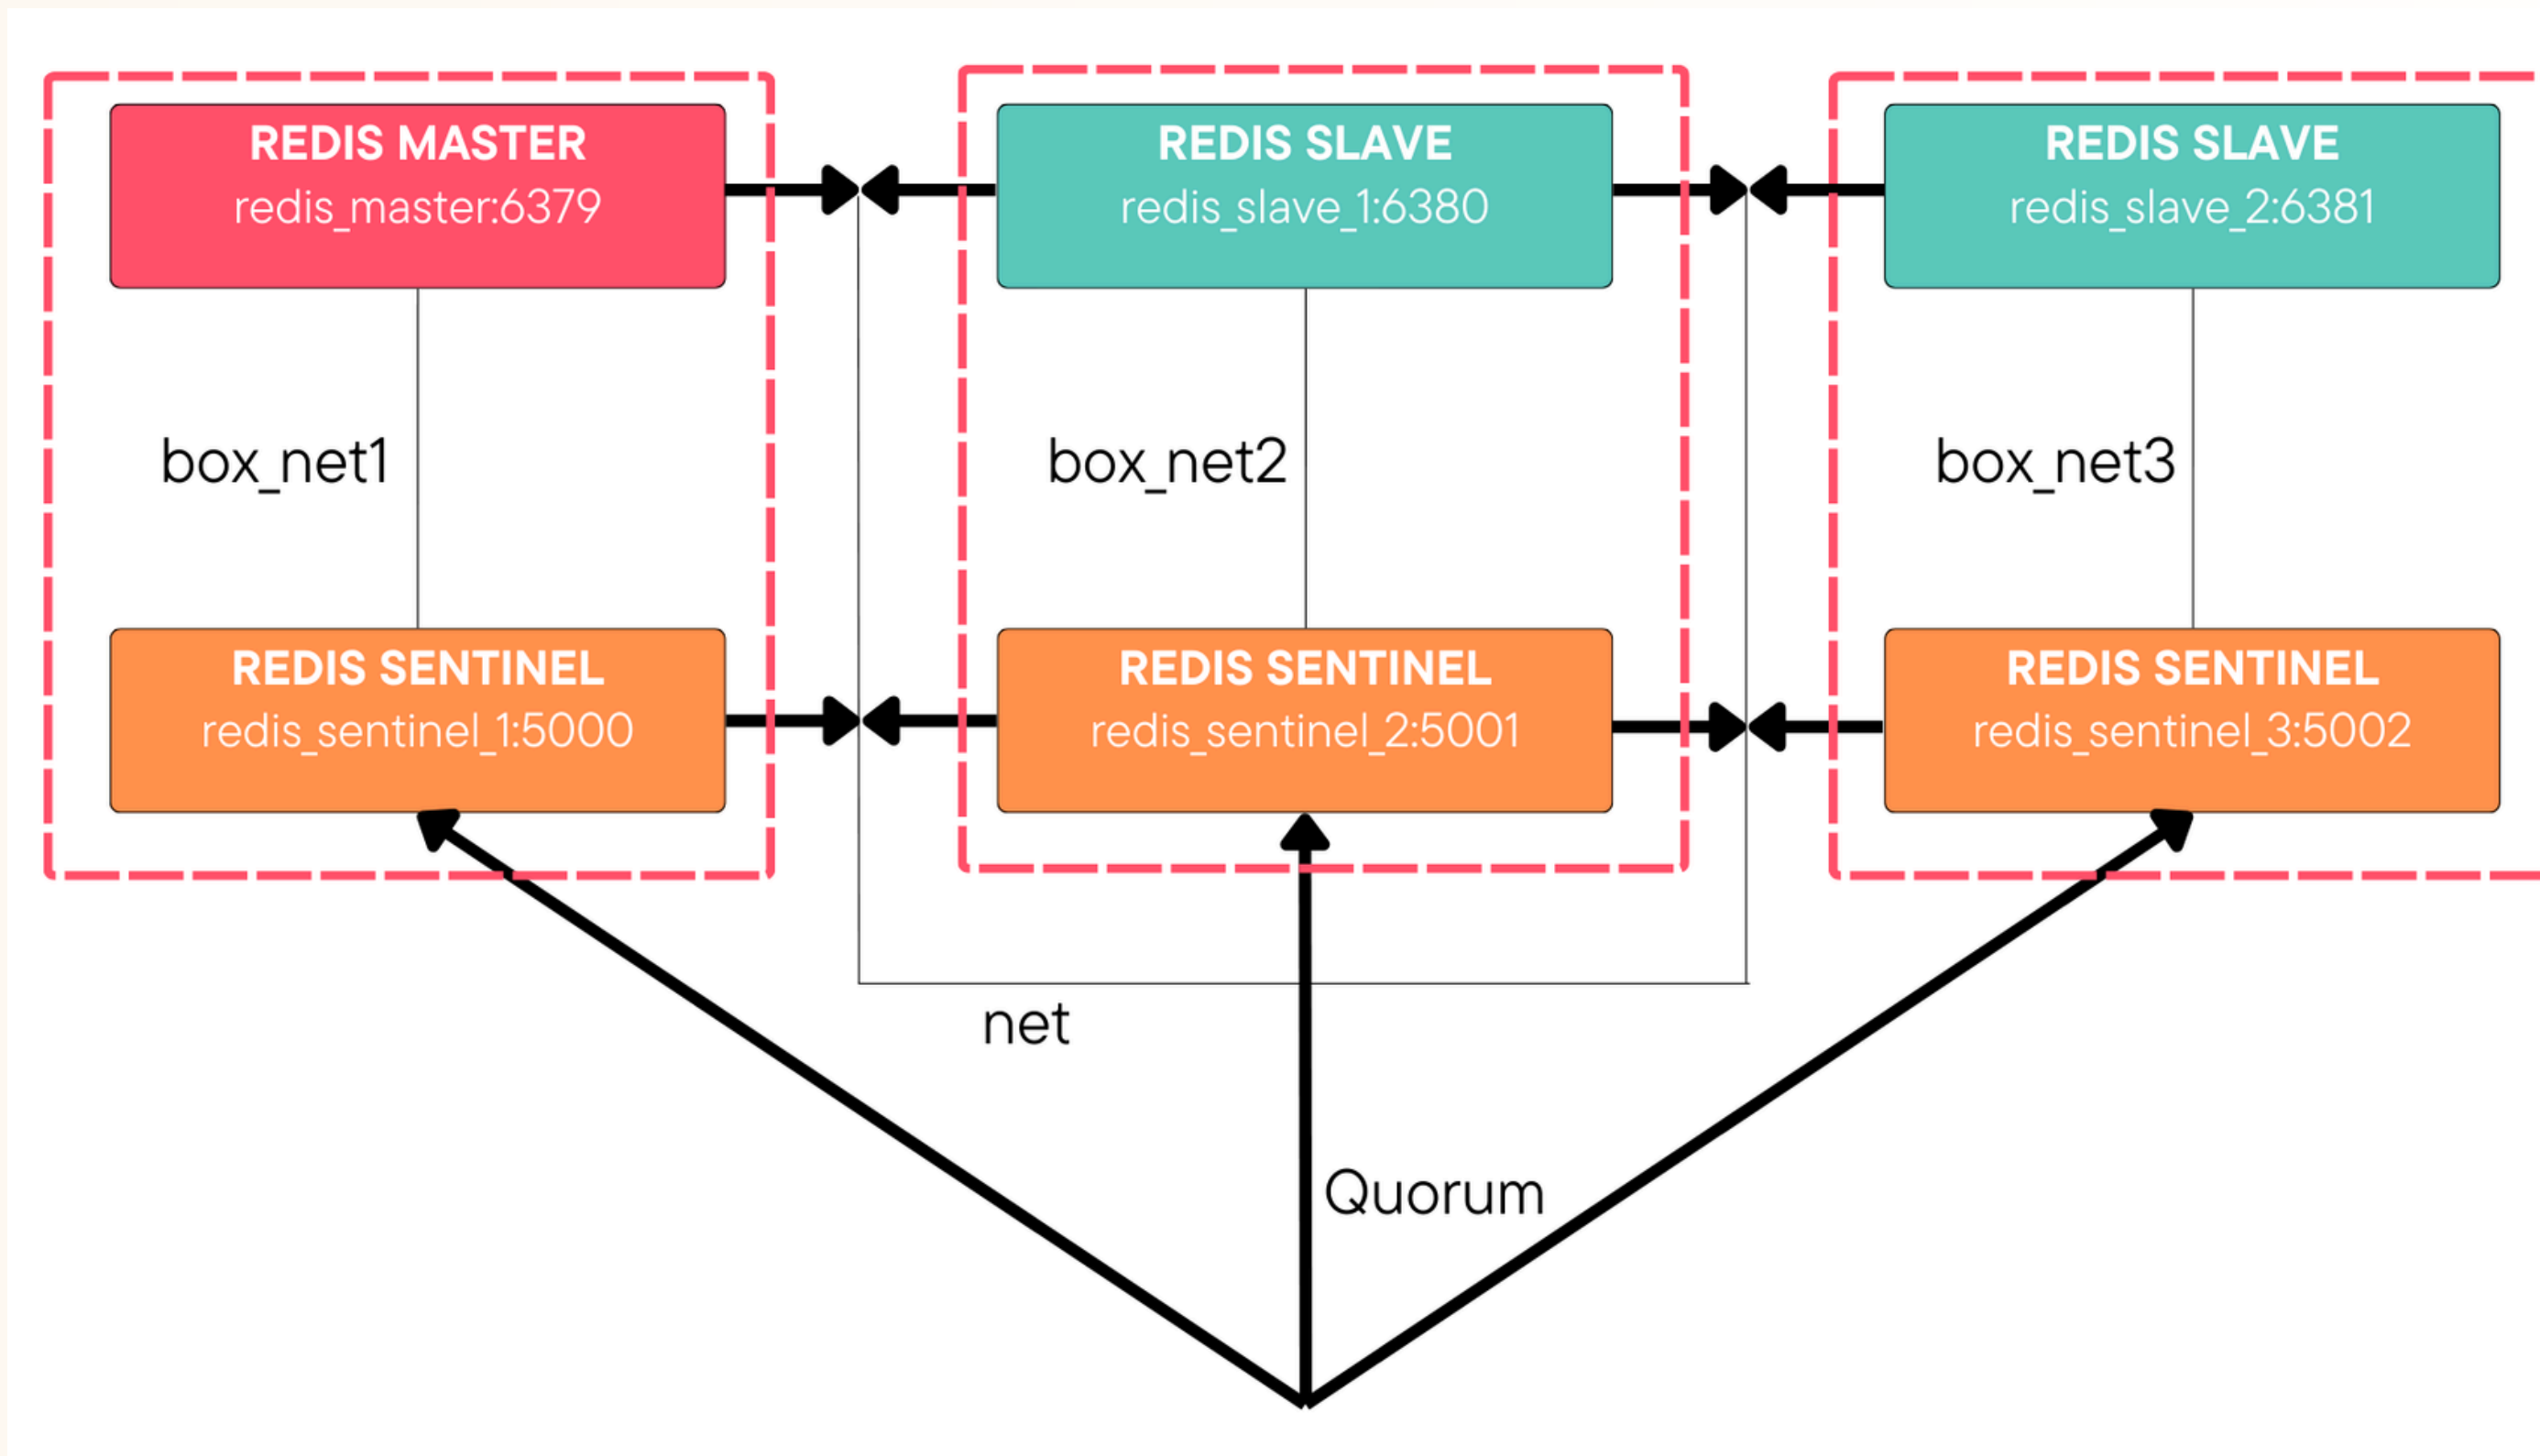 REDIS MASTER
redis_master:6379
REDIS SLAVE
redis_slave_1:6380
REDIS SLAVE
redis_slave_2:6381
box_net1
box_net2
box_net3
REDIS SENTINEL
redis_sentinel_1:5000
REDIS SENTINEL
redis_sentinel_2:5001
REDIS SENTINEL
redis_sentinel_3:5002
net
Quorum